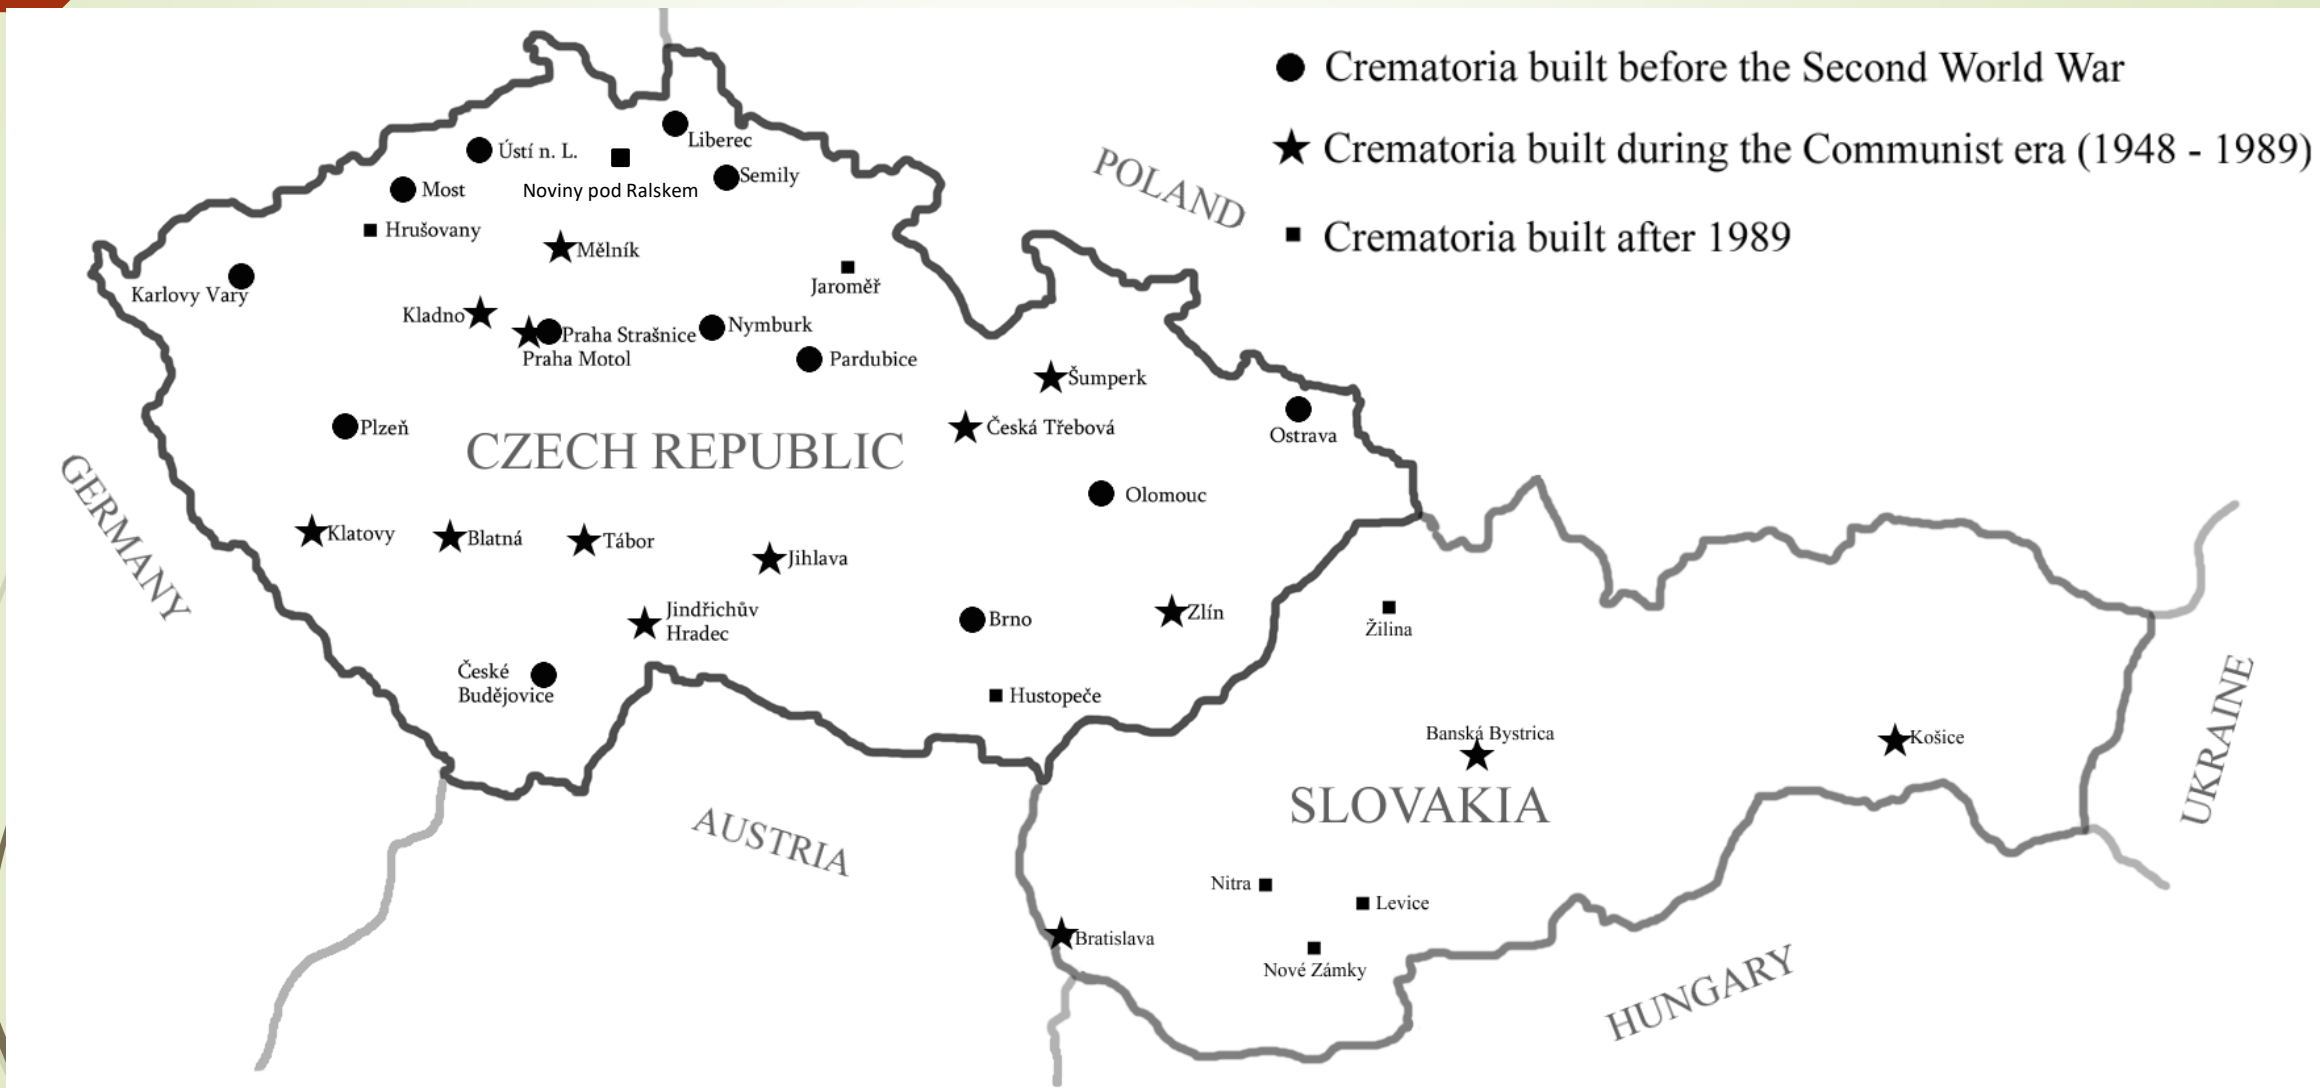 Crematoria built before the Second World War
Crematoria built during the Communist era (1948 - 1989)
Crematoria built after 1989
POLAND
Liberec
Ústí n. L.
Semily
Most
Noviny pod Ralskem
Hrušovany
Mělník
Jaroměř
Karlovy Vary
Kladno
Praha Strašnice
Nymburk
Praha Motol
Pardubice
Šumperk
Plzeň
Česká Třebová
Ostrava
CZECH REPUBLIC
GERMANY
Olomouc
Klatovy
Blatná
Tábor
Jihlava
Jindřichův
Hradec
Brno
Zlín
Žilina
České
Budějovice
Hustopeče
Banská Bystrica
Košice
UKRAINE
SLOVAKIA
AUSTRIA
Nitra
Levice
Bratislava
Nové Zámky
HUNGARY